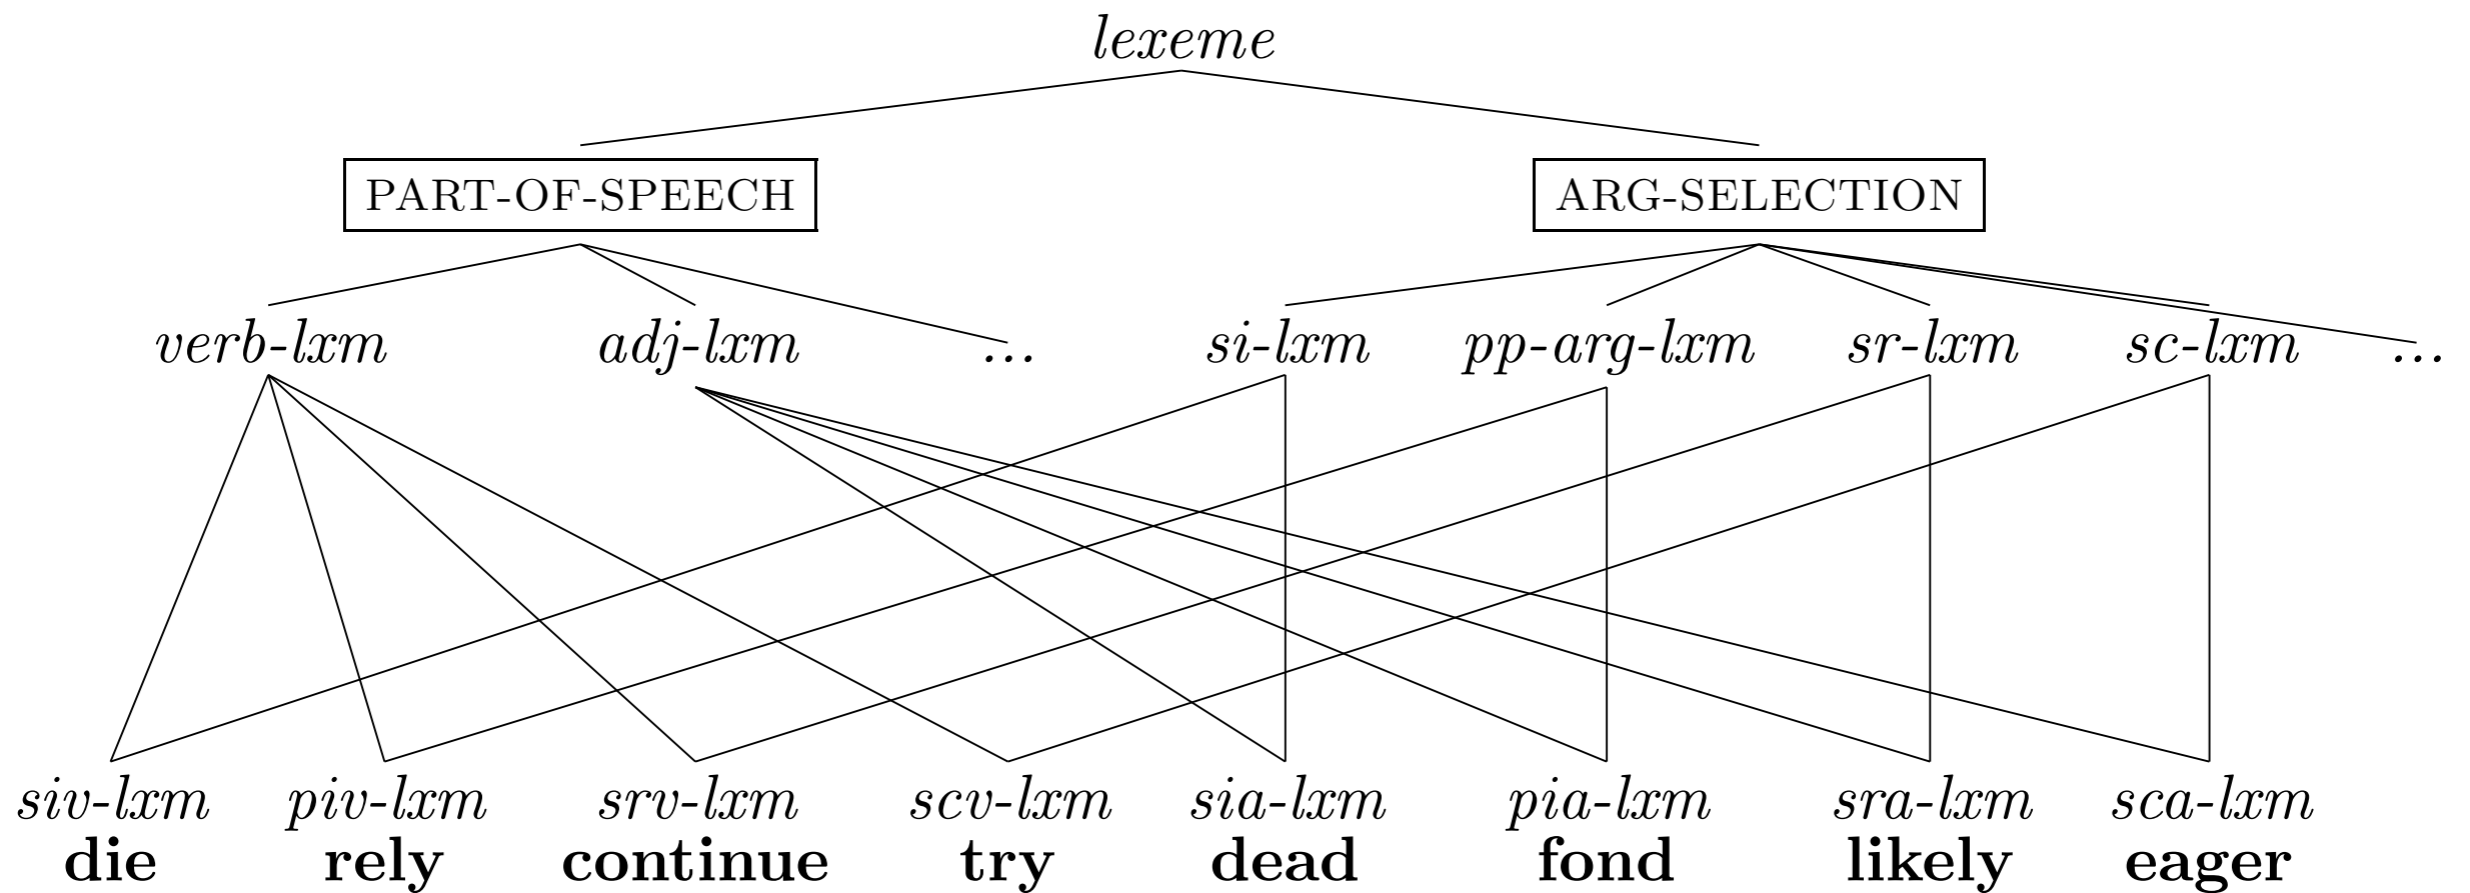 lexeme
PART-OF-SPEECH ARG-SELECTION
verb-lxm adj-lxm ... si-lxm pp-arg-lxm sr-lxm sc-lxm ...
siv-lxm piv-lxm srv-lxm scv-lxm sia-lxm pia-lxm sra-lxm sca-lxm
die rely continue try dead fond likely eager